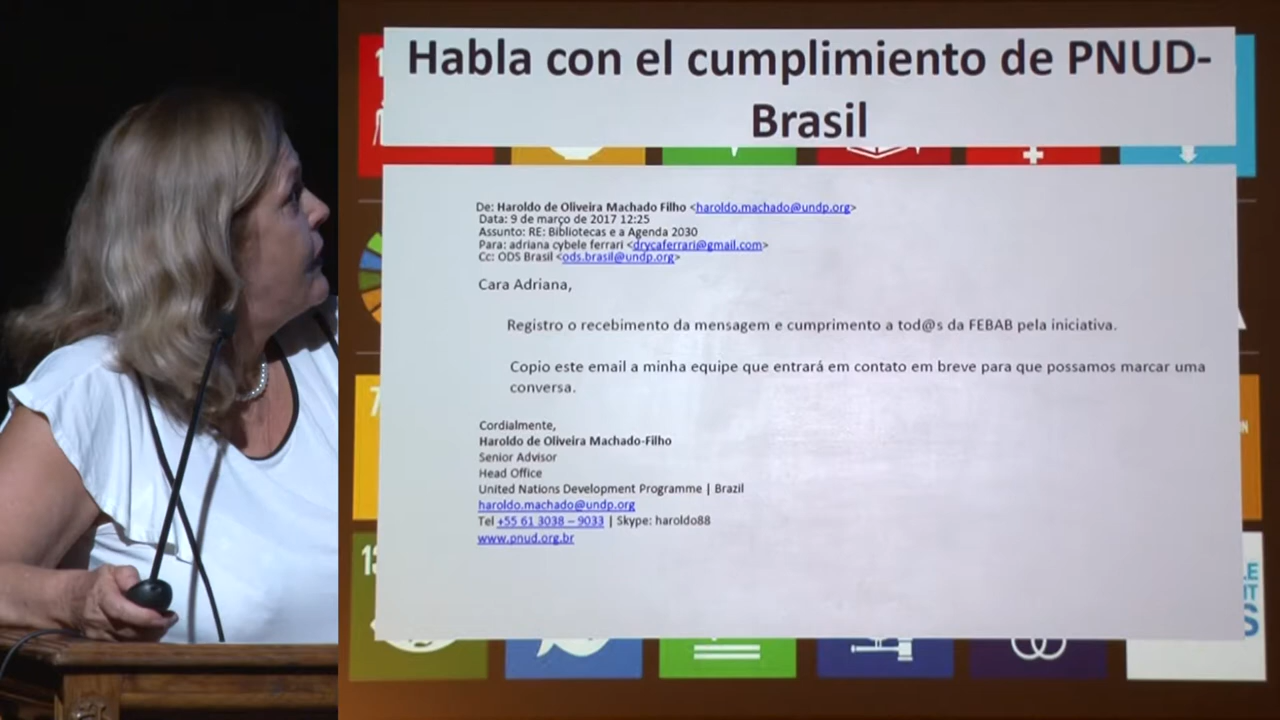 Habla con el cumplimiento de PNUD-
Brasil
De: Haroldo de Oliveira Machado Filho <haroldo.machado@undp.org>
Data: 9 de março de 2017 12:25
Assunto: RE: Bibliotecas e a Agenda 2030
Para: adriana cybele ferrari <drycaferrari@gmail.com>
Cc: ODS Brasil <ods.brasil@undp.org>
Cara Adriana,
Registro o recebimento da mensagem e cumprimento a tod@s da FEBAB pela iniciativa.
Copio este email a minha equipe que entrará em contato em breve para que possamos marcar uma
conversa.
Cordialmente,
Haroldo de Oliveira Machado-Filho
Senior Advisor
Head Office
United Nations Development Programme | Brazil
haroldo.machado@undp.org
Tel +55 61 3038 – 9033 | Skype: haroldo88
www.pnud.org.br